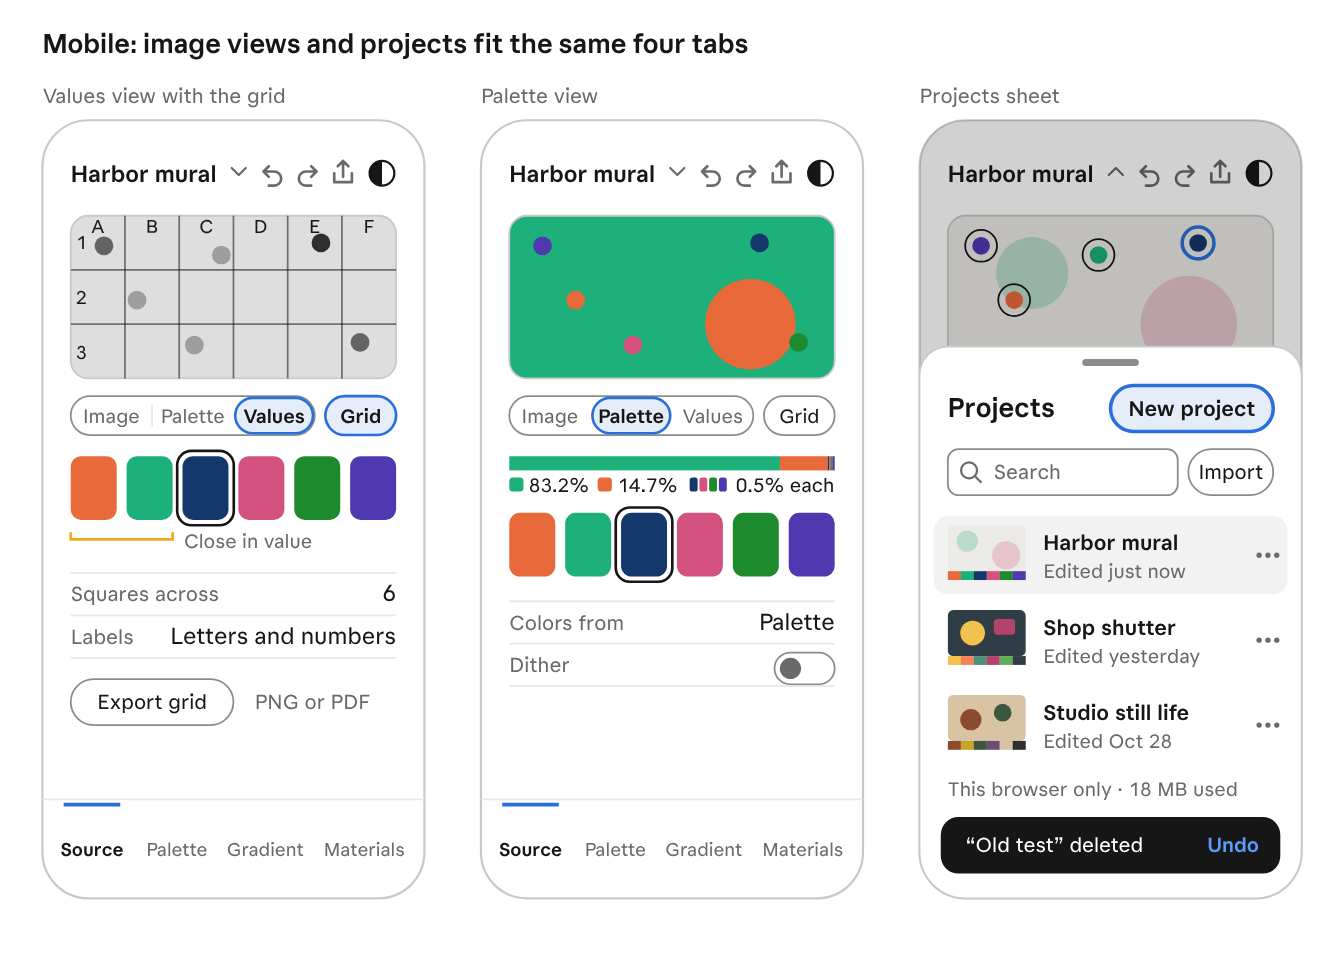 Mobile: image views and projects fit the same four tabs
Values view with the grid
Harbor mural
A B C D E F
1
2
3
Image Palette Values Grid
Close in value
Squares across 6
Labels Letters and numbers
Export grid PNG or PDF
Source Palette Gradient Materials
Palette view
Harbor mural
Image Palette Values Grid
83.2% 14.7% 0.5% each
Colors from Palette
Dither
Source Palette Gradient Materials
Projects sheet
Harbor mural
Projects New project
Search Import
Harbor mural
Edited just now
Shop shutter
Edited yesterday
Studio still life
Edited Oct 28
This browser only · 18 MB used
“Old test” deleted Undo